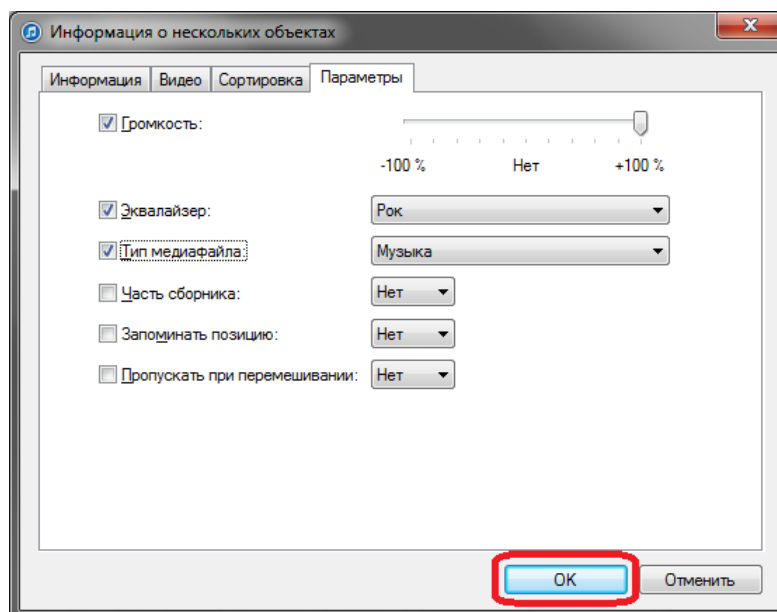 Информация о нескольких объектах
Информация Видео Сортировка Параметры
Громкость:
-100 % Нет +100 %
Эквалайзер: Рок
Тип медиафайла: Музыка
Часть сборника: Нет
Запоминать позицию: Нет
Пропускать при перемешивании: Нет
OK Отменить